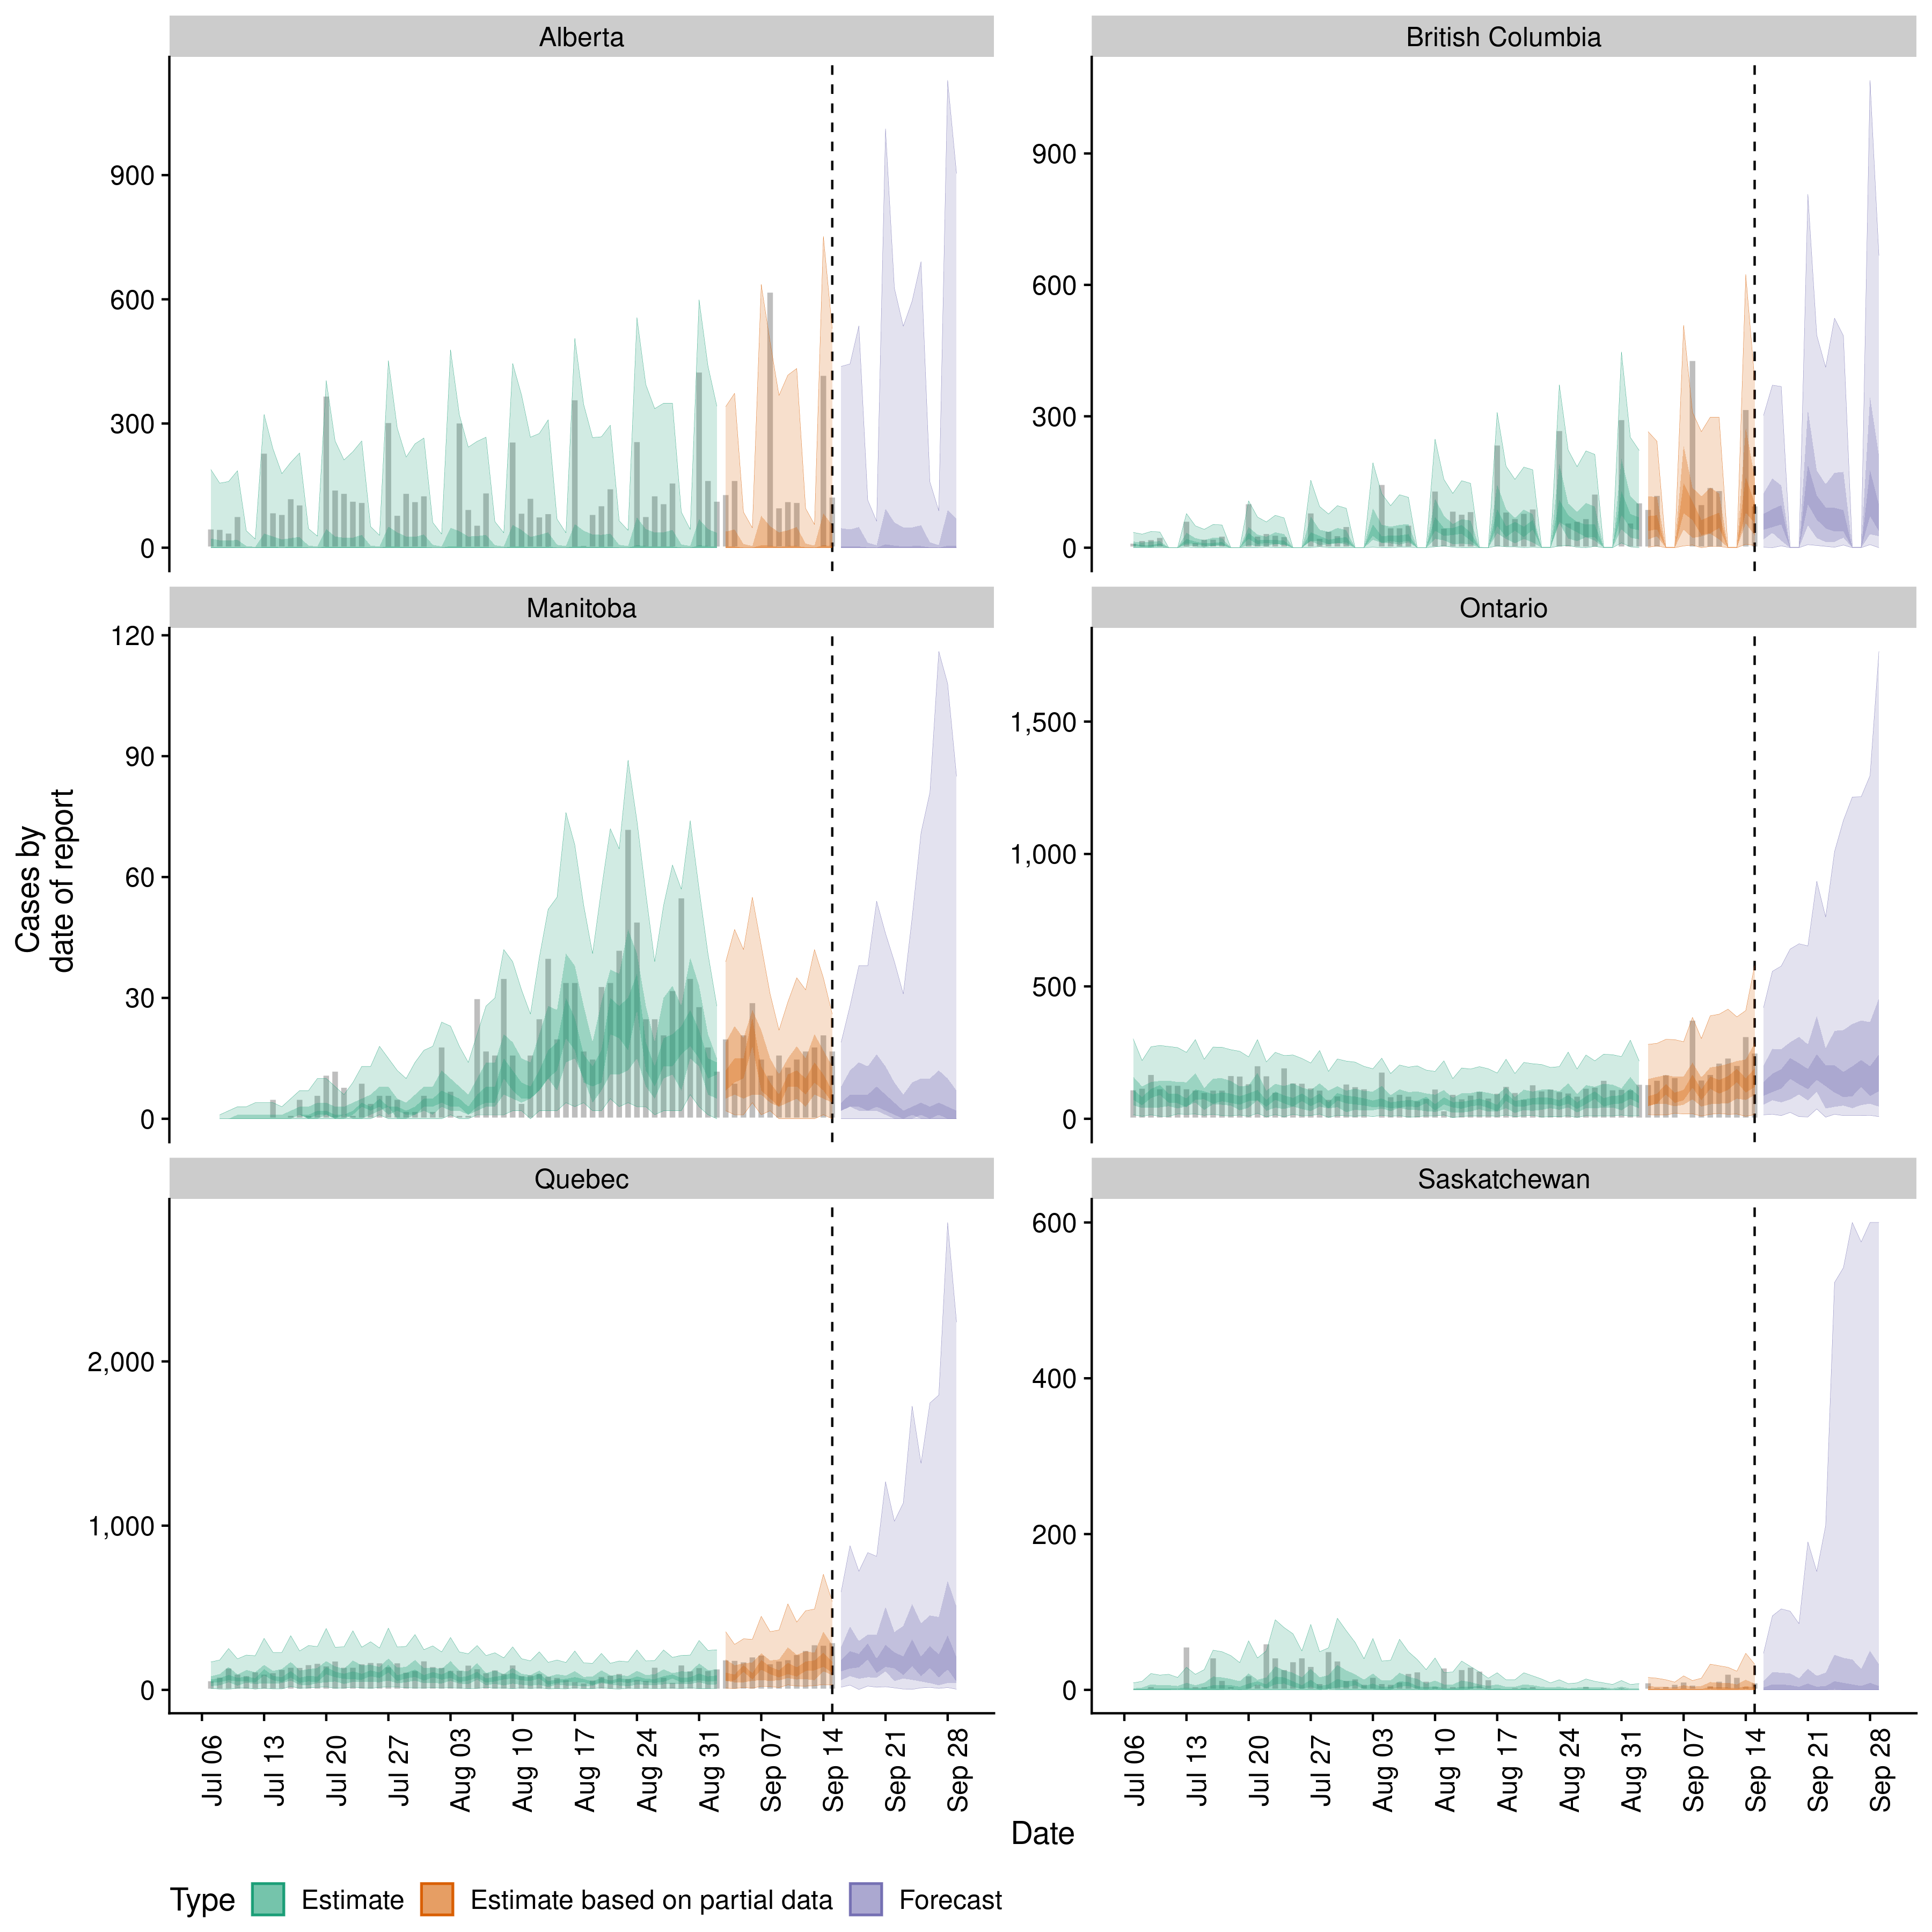 Alberta
British Columbia
900
600
300
0
900
600
300
0
Manitoba
Ontario
120
90
60
30
0
1,500
1,000
500
0
Cases by
date of report
Quebec
Saskatchewan
2,000
1,000
0
600
400
200
0
Jul 06
Jul 13
Jul 20
Jul 27
Aug 03
Aug 10
Aug 17
Aug 24
Aug 31
Sep 07
Sep 14
Sep 21
Sep 28
Jul 06
Jul 13
Jul 20
Jul 27
Aug 03
Aug 10
Aug 17
Aug 24
Aug 31
Sep 07
Sep 14
Sep 21
Sep 28
Date
Type Estimate Estimate based on partial data Forecast